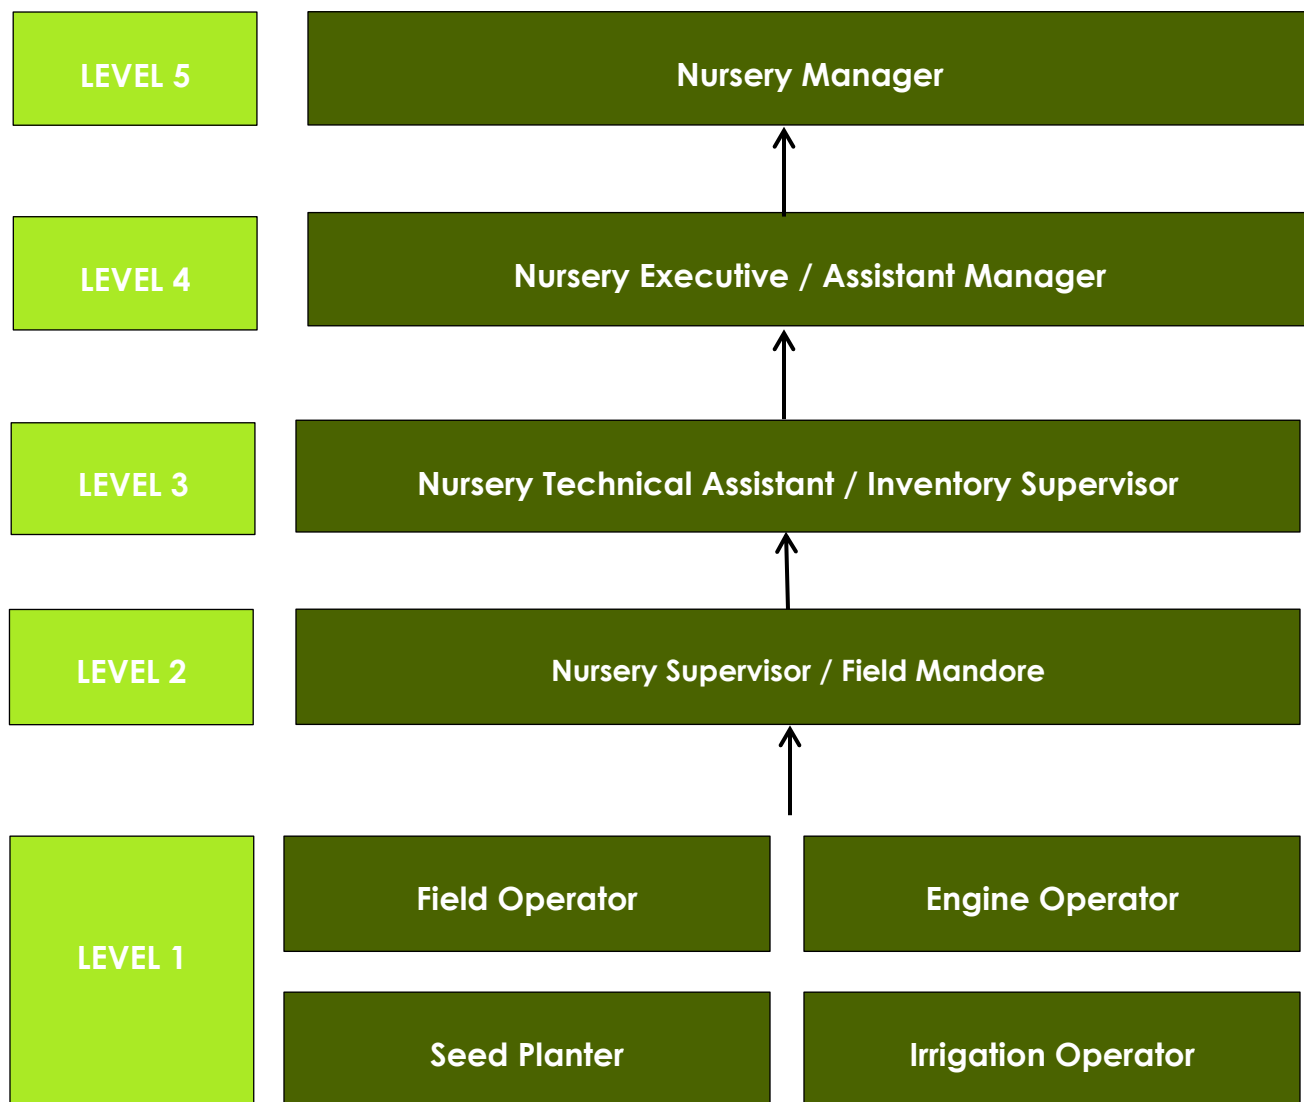 LEVEL 5
Nursery Manager
LEVEL 4
Nursery Executive / Assistant Manager
LEVEL 3
Nursery Technical Assistant / Inventory Supervisor
LEVEL 2
Nursery Supervisor / Field Mandore
LEVEL 1
Field Operator
Engine Operator
Seed Planter
Irrigation Operator